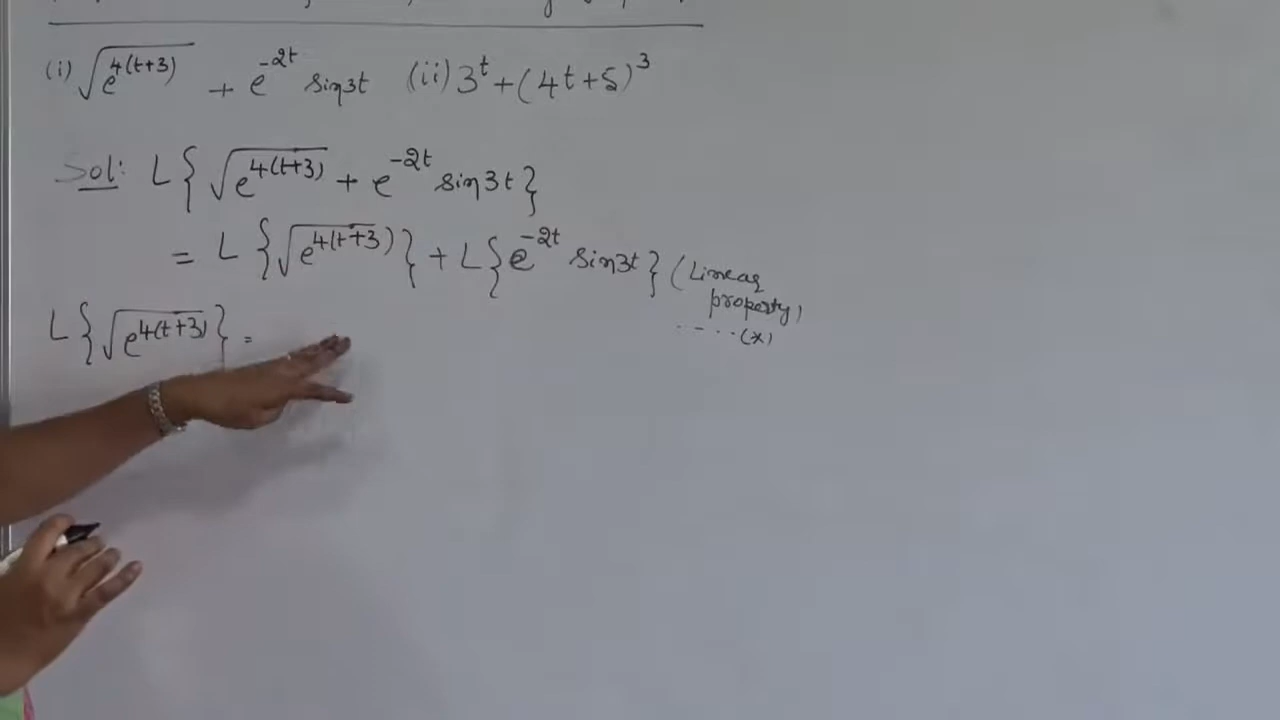 (i) √e^{4(t+3)} + e^{-2t} sin3t (ii) 3^t + (4t+5)^3
Sol: L{√e^{4(t+3)} + e^{-2t} sin3t}
= L{√e^{4(t+3)}} + L{e^{-2t} sin3t} (Linear
property)
.... (*)
L{√e^{4(t+3)}} =